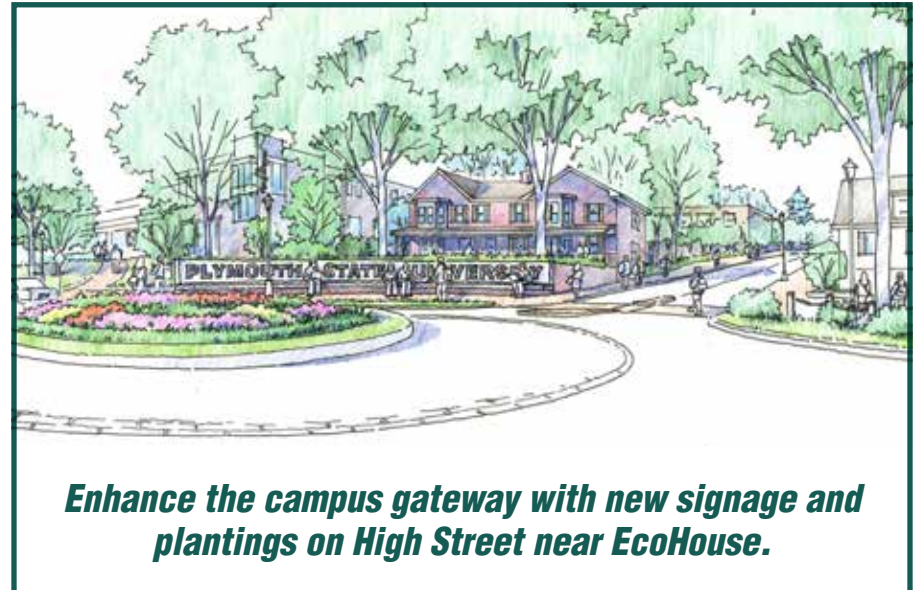 PLYMOUTH STATE UNIVERSITY
Enhance the campus gateway with new signage and
plantings on High Street near EcoHouse.